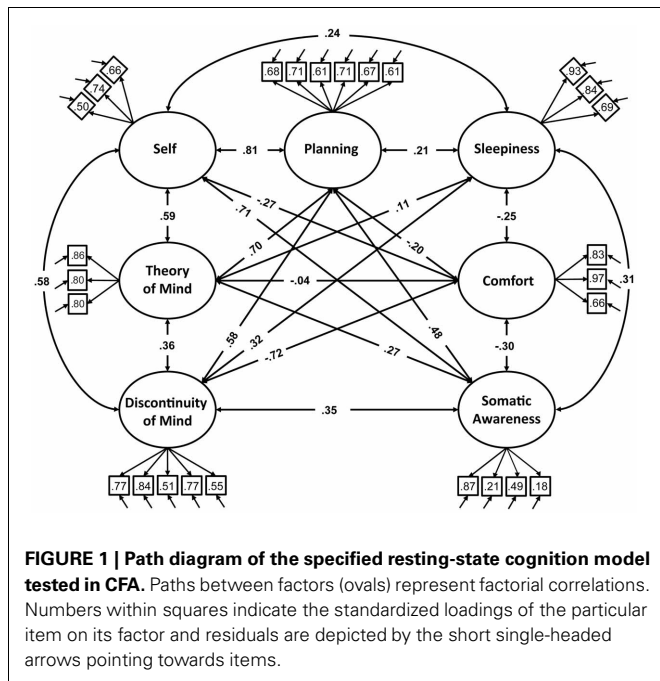 .24
.66
.74
.50
.68 .71 .61 .71 .67 .61
.93
.84
.69
Self
.81
Planning
.21
Sleepiness
.59
.71
-.27
.11
-.25
.70
-.20
.58
.86
.80
.80
Theory
of Mind
-.04
Comfort
.83
.97
.66
.31
.36
.58
.32
-.72
.27
.48
-.30
Discontinuity
of Mind
.35
Somatic
Awareness
.77 .84 .51 .77 .55
.87 .21 .49 .18
FIGURE 1 | Path diagram of the specified resting-state cognition model
tested in CFA. Paths between factors (ovals) represent factorial correlations.
Numbers within squares indicate the standardized loadings of the particular
item on its factor and residuals are depicted by the short single-headed
arrows pointing towards items.